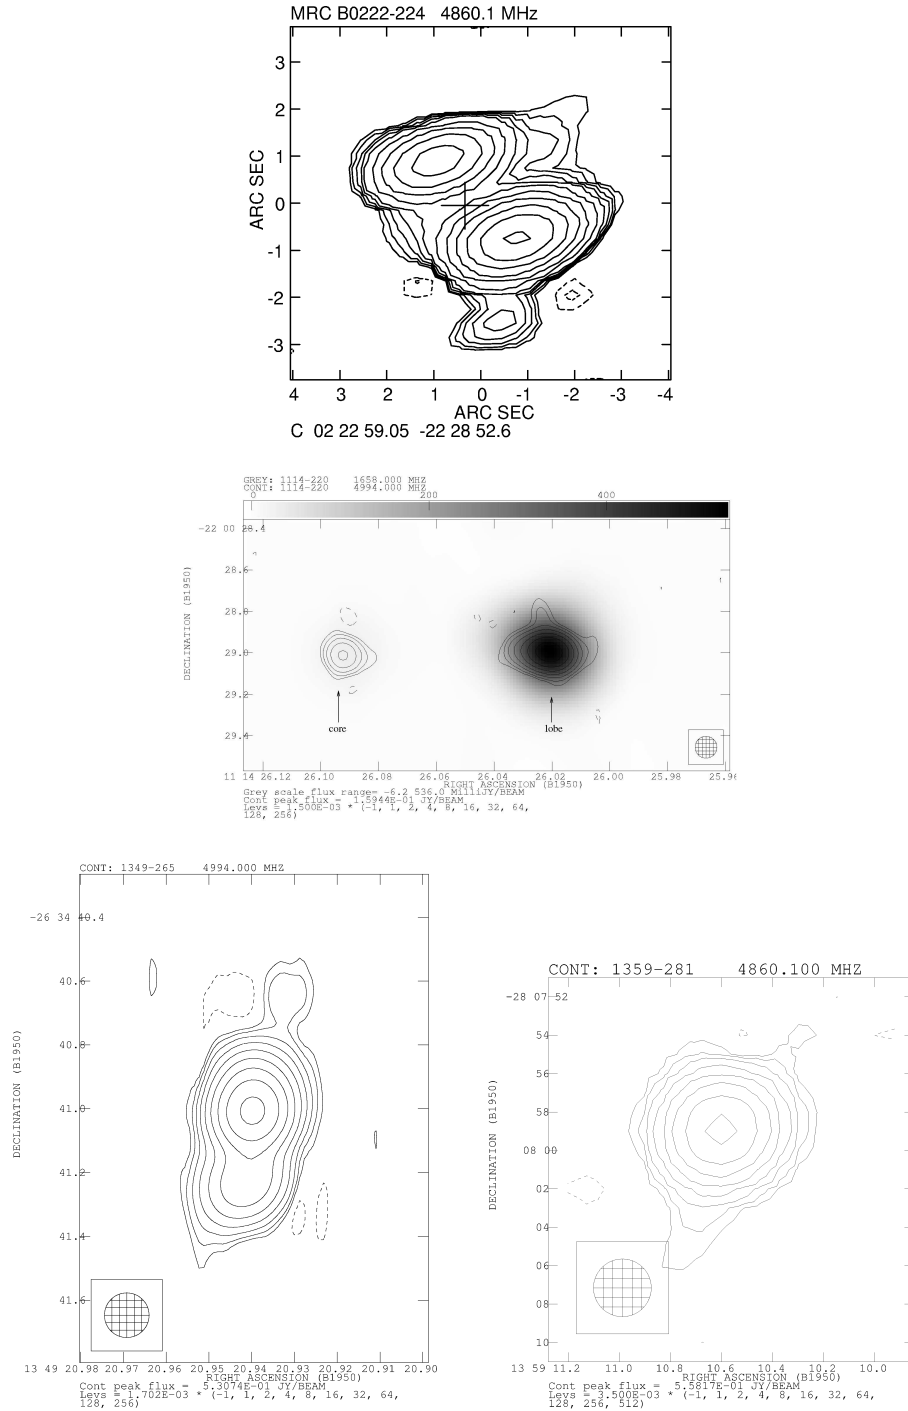 MRC B0222-224 4860.1 MHz
3
2
1
0
-1
-2
-3
ARC SEC
4 3 2 1 0 -1 -2 -3 -4
ARC SEC
C 02 22 59.05 -22 28 52.6
GREY: 1114-220 1658.000 MHZ
CONT: 1114-220 4994.000 MHZ
0 200 400
-22 00 28.4
28.6
28.8
29.0
29.2
29.4
DECLINATION (B1950)
core
lobe
11 14 26.12 26.10 26.08 26.06 26.04 26.02 26.00 25.98 25.96
RIGHT ASCENSION (B1950)
Grey scale flux range= -6.2 536.0 MilliJY/BEAM
Cont peak flux = 1.5944E-01 JY/BEAM
Levs = 1.500E-03 * (-1, 1, 2, 4, 8, 16, 32, 64,
128, 256)
CONT: 1349-265 4994.000 MHZ
-26 34 40.4
40.6
40.8
41.0
41.2
41.4
41.6
DECLINATION (B1950)
13 49 20.98 20.97 20.96 20.95 20.94 20.93 20.92 20.91 20.90
RIGHT ASCENSION (B1950)
Cont peak flux = 5.3074E-01 JY/BEAM
Levs = 1.702E-03 * (-1, 1, 2, 4, 8, 16, 32, 64,
128, 256)
CONT: 1359-281 4860.100 MHZ
-28 07 52
54
56
58
08 00
02
04
06
08
10
DECLINATION (B1950)
13 59 11.2 11.0 10.8 10.6 10.4 10.2 10.0
RIGHT ASCENSION (B1950)
Cont peak flux = 5.5817E-01 JY/BEAM
Levs = 3.500E-03 * (-1, 1, 2, 4, 8, 16, 32, 64,
128, 256, 512)